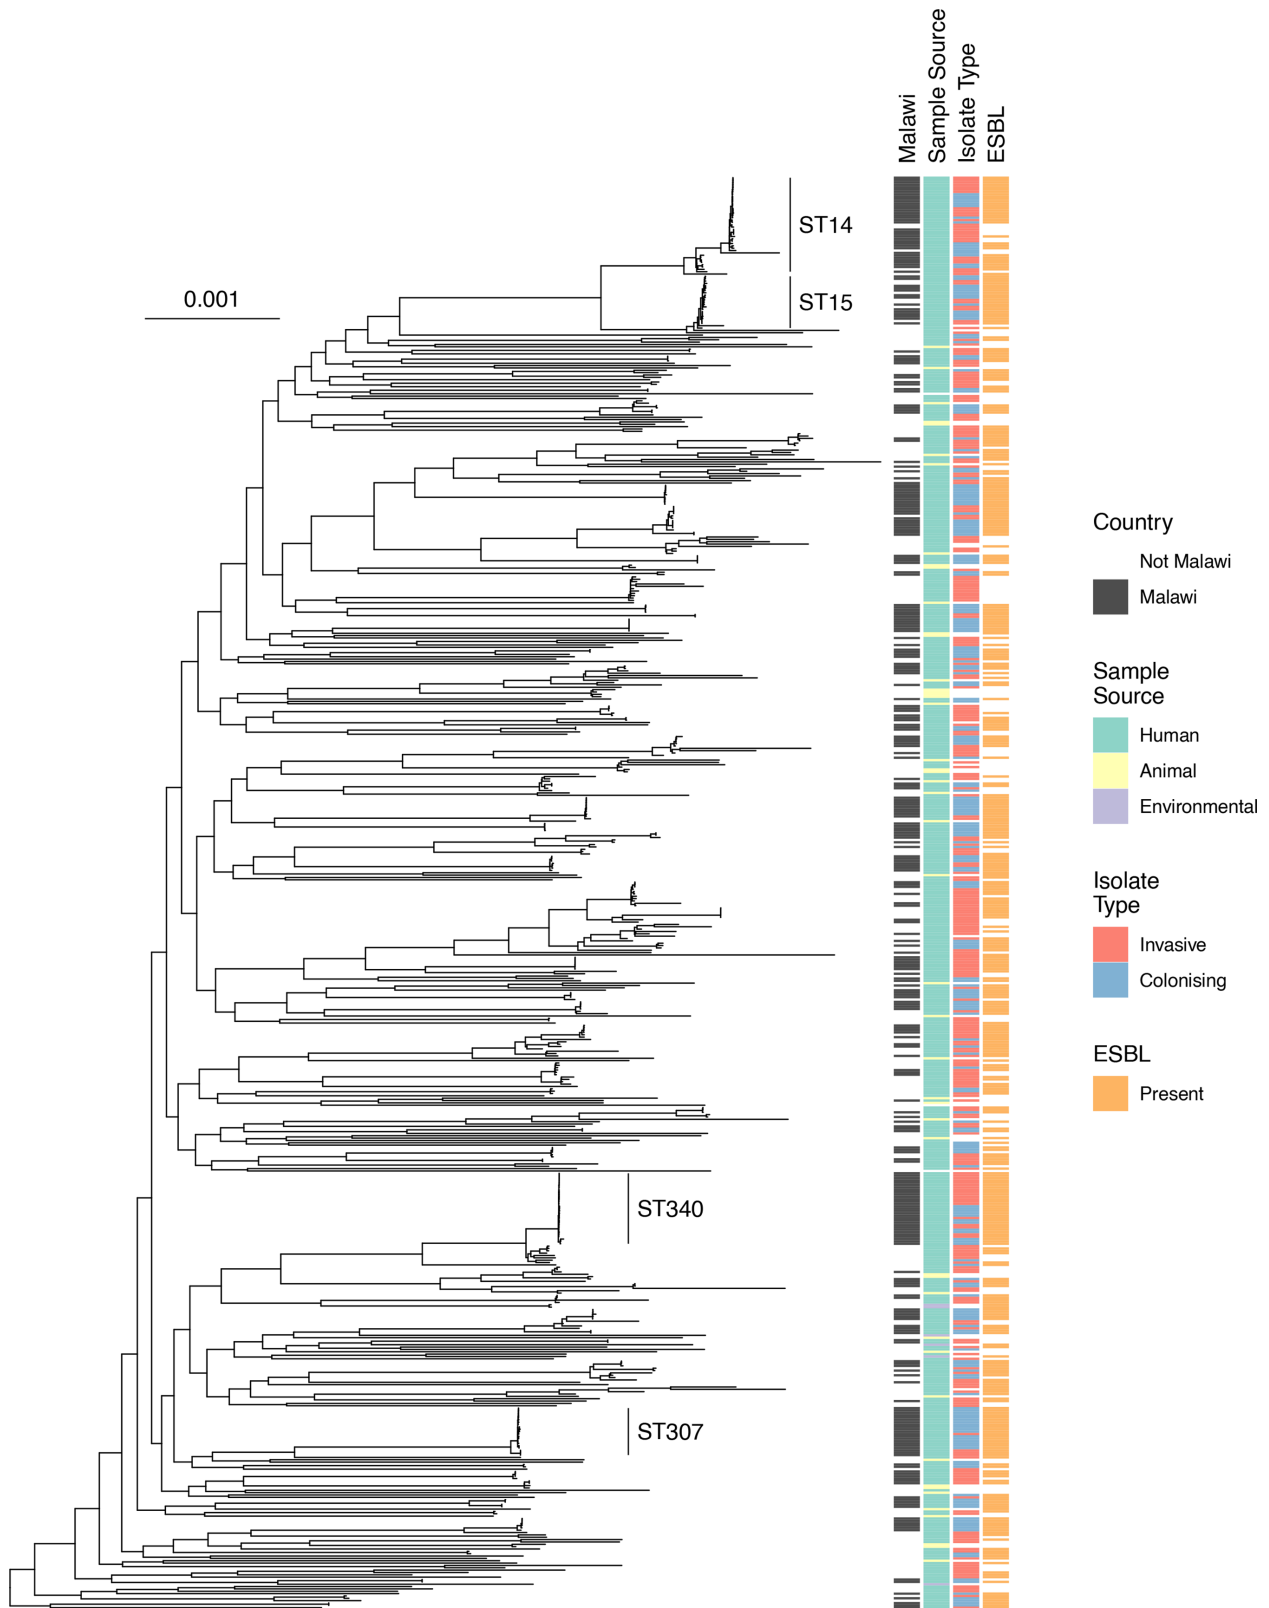 Malawi
Sample Source
Isolate Type
ESBL
ST14
ST15
0.001
ST340
ST307
Country
Not Malawi
Malawi
Sample
Source
Human
Animal
Environmental
Isolate
Type
Invasive
Colonising
ESBL
Present